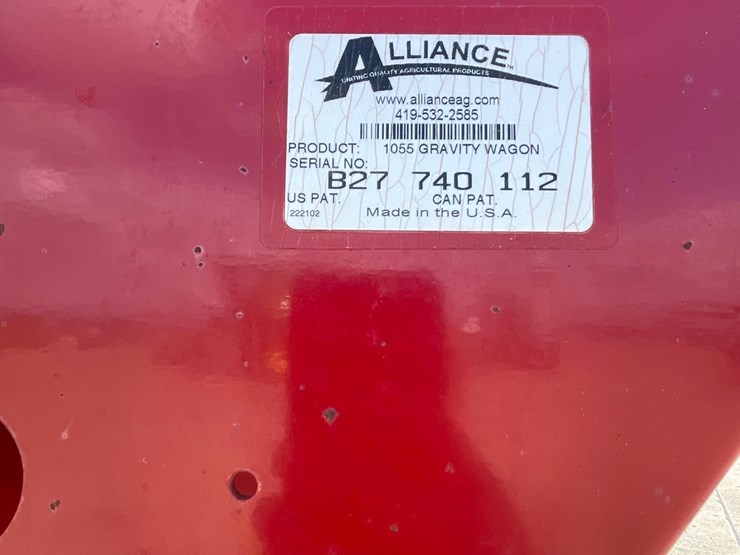 ALLIANCE™
UNITING QUALITY AGRICULTURAL PRODUCTS
www.allianceag.com
419-532-2585
PRODUCT: 1055 GRAVITY WAGON
SERIAL NO:
B27 740 112
US PAT. CAN PAT.
222102 Made in the U.S.A.